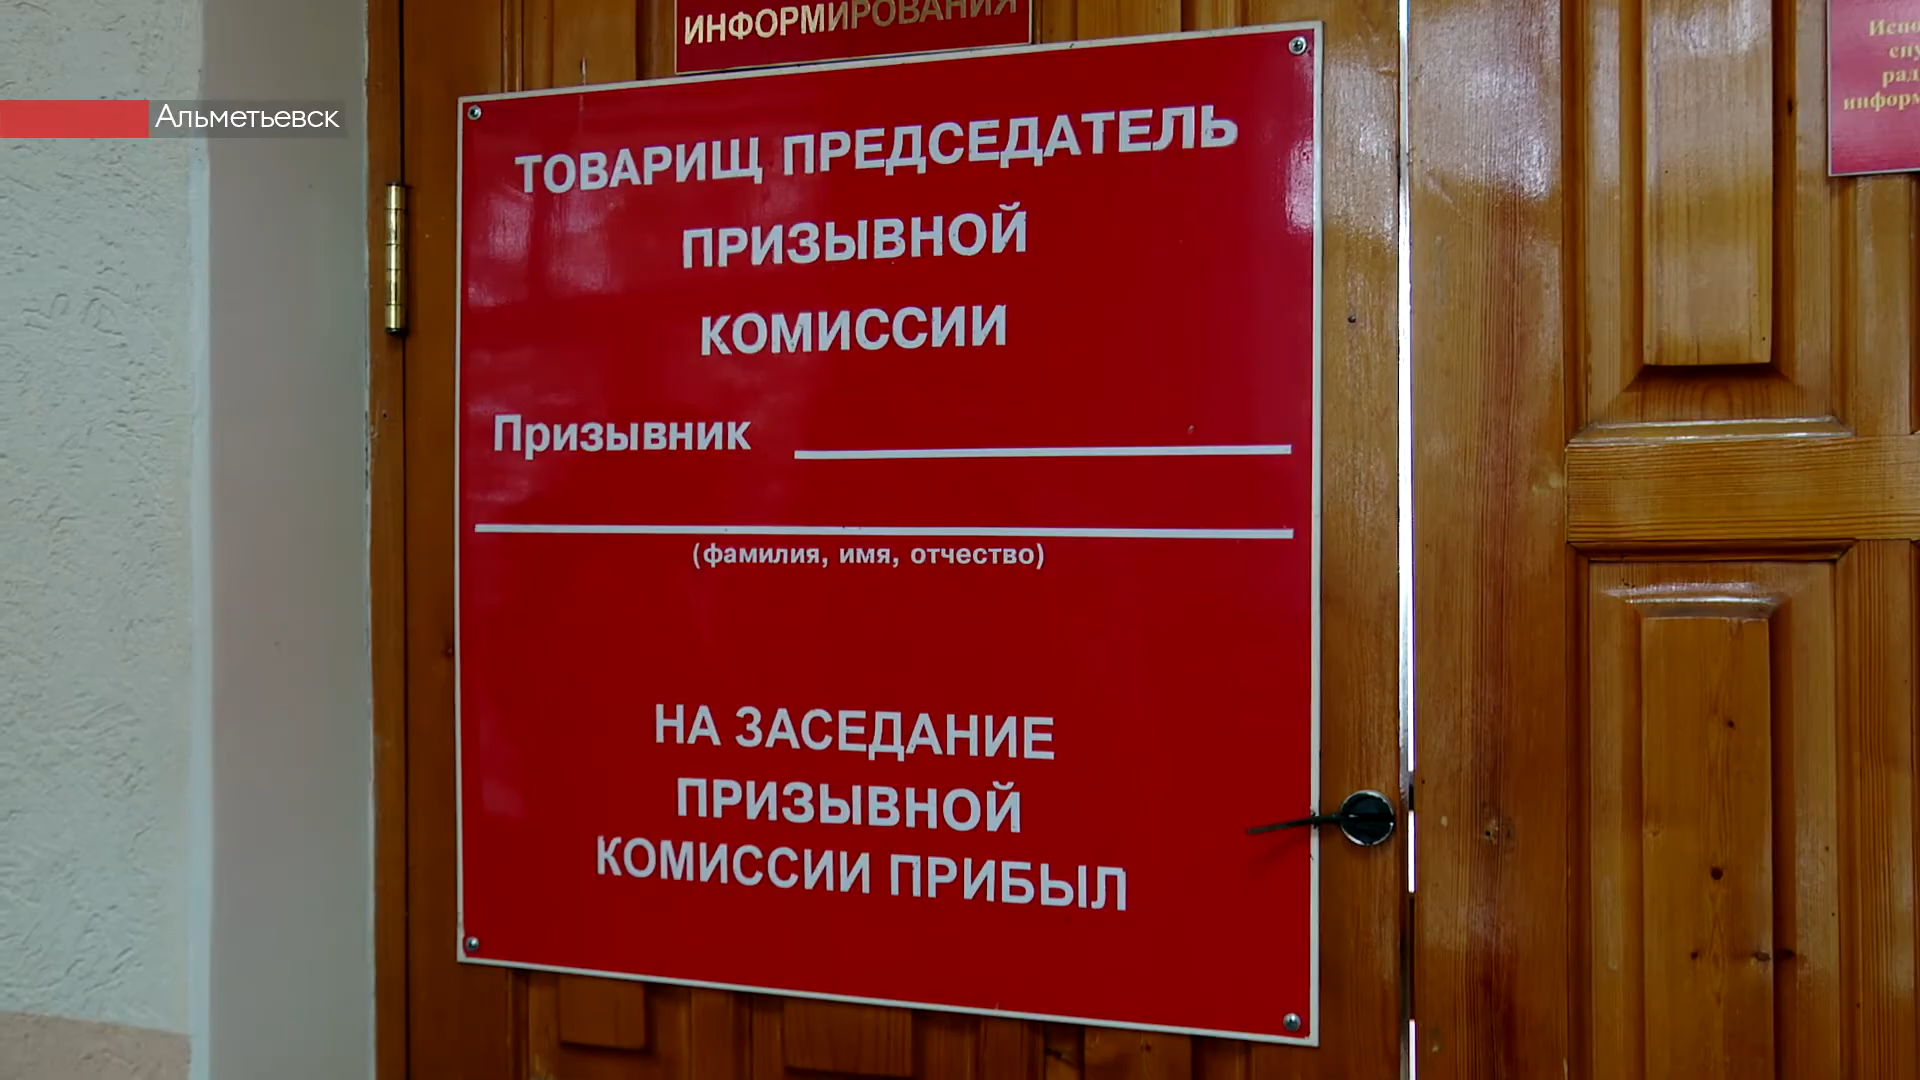 ИНФОРМИРОВАНИЯ
Альметьевск
ТОВАРИЩ ПРЕДСЕДАТЕЛЬ
ПРИЗЫВНОЙ
КОМИССИИ
Призывник
(фамилия, имя, отчество)
НА ЗАСЕДАНИЕ
ПРИЗЫВНОЙ
КОМИССИИ ПРИБЫЛ